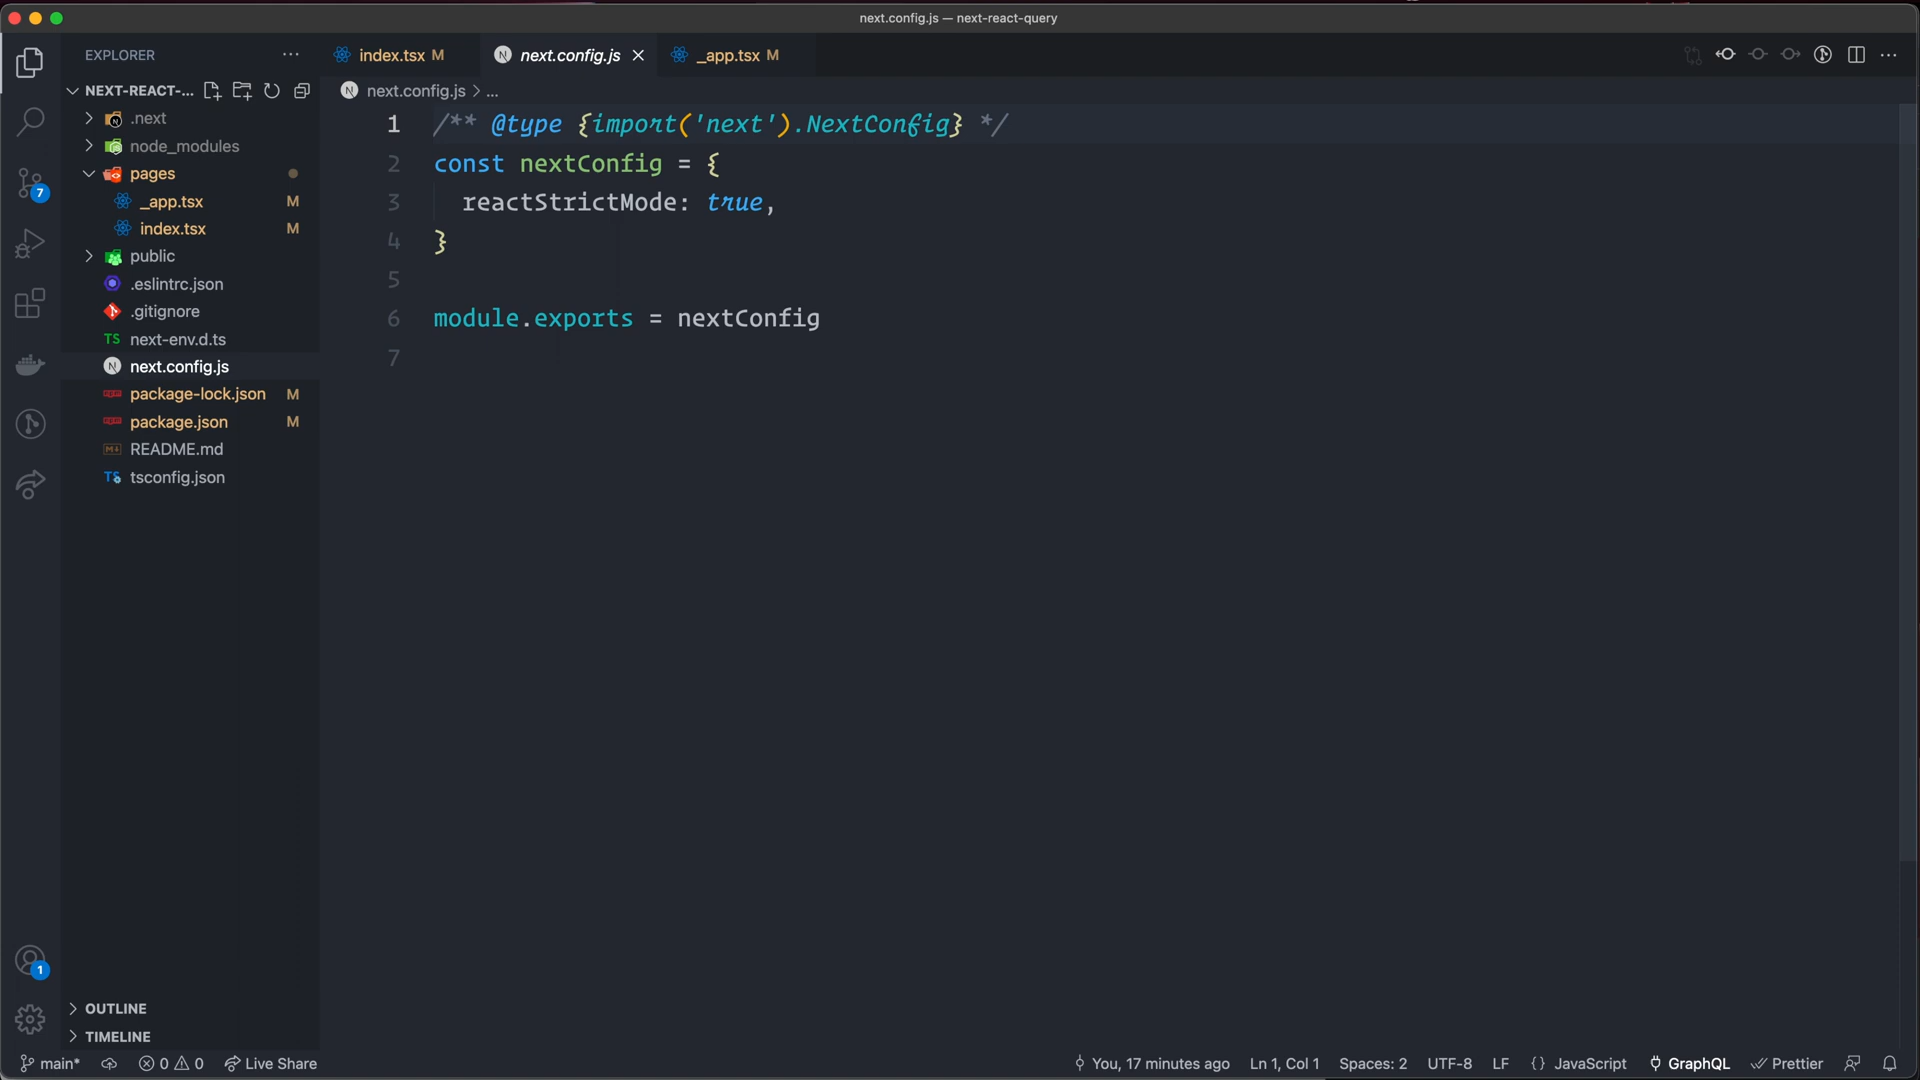 next.config.js — next-react-query
EXPLORER
index.tsx M
next.config.js
_app.tsx M
NEXT-REACT-...
next.config.js > ...
.next
node_modules
pages
_app.tsx M
index.tsx M
public
.eslintrc.json
.gitignore
TS next-env.d.ts
next.config.js
package-lock.json M
package.json M
README.md
TS tsconfig.json
1 /** @type {import('next').NextConfig} */
2 const nextConfig = {
3 reactStrictMode: true,
4 }
5
6 module.exports = nextConfig
7
7
1
OUTLINE
TIMELINE
main* 0 0 Live Share
You, 17 minutes ago Ln 1, Col 1 Spaces: 2 UTF-8 LF {} JavaScript GraphQL Prettier